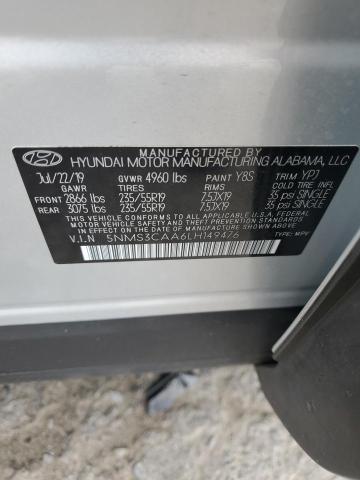 MANUFACTURED BY
HYUNDAI MOTOR MANUFACTURING ALABAMA, LLC
Jul/22/19 GVWR 4960 lbs PAINT Y8S TRIM YPJ
GAWR TIRES RIMS COLD TIRE INF
FRONT 2866 lbs 235/55R19 7.5JX19 35 psi SINGLE
REAR 3075 lbs 235/55R19 7.5JX19 35 psi SINGLE
THIS VEHICLE CONFORMS TO ALL APPLICABLE U.S. FEDERAL
MOTOR VEHICLE SAFETY AND THEFT PREVENTION STANDARDS
IN EFFECT ON THE DATE OF MANUFACTURE SHOWN ABOVE.
V.I.N 5NMS3CAA6LH149476 TYPE: MPV